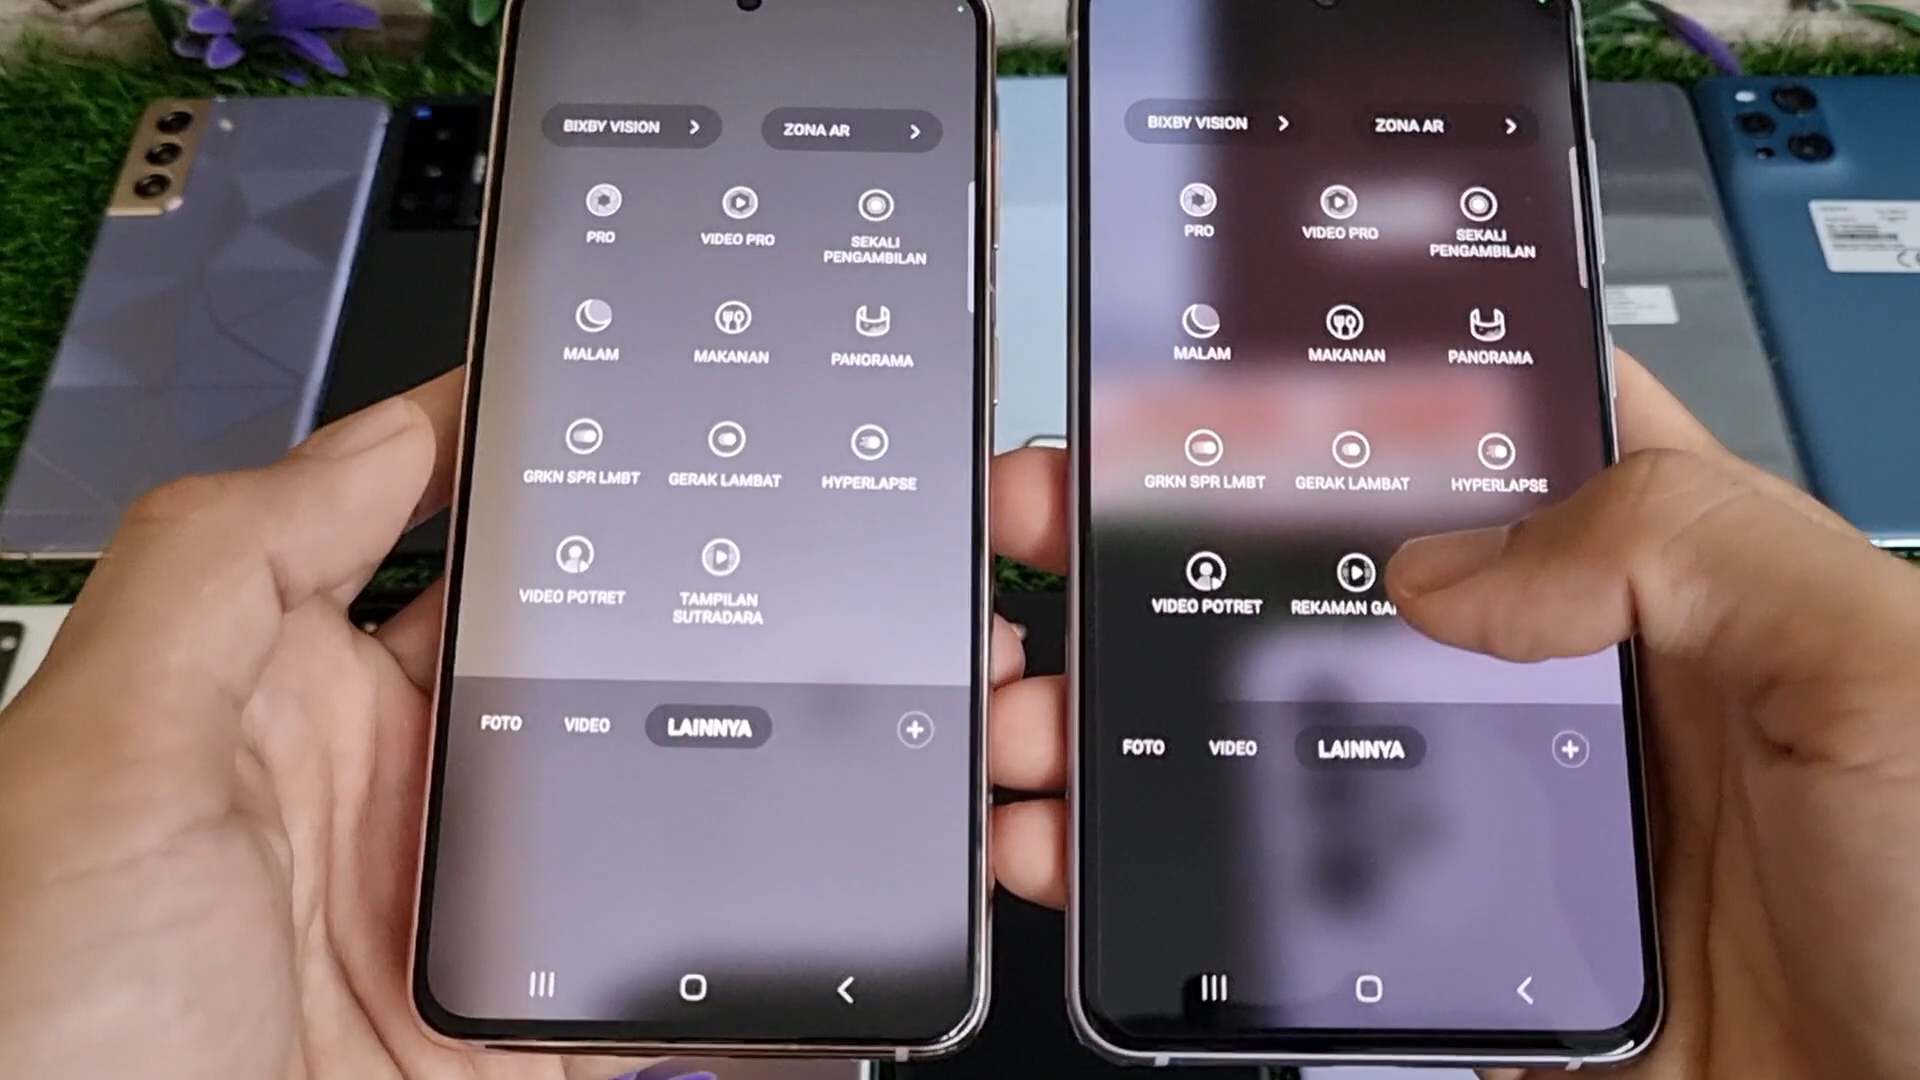 BIXBY VISION
ZONA AR
PRO
VIDEO PRO
SEKALI
PENGAMBILAN
MALAM
MAKANAN
PANORAMA
GRKN SPR LMBT
GERAK LAMBAT
HYPERLAPSE
VIDEO POTRET
TAMPILAN
SUTRADARA
FOTO
VIDEO
LAINNYA
BIXBY VISION
ZONA AR
PRO
VIDEO PRO
SEKALI
PENGAMBILAN
MALAM
MAKANAN
PANORAMA
GRKN SPR LMBT
GERAK LAMBAT
HYPERLAPSE
VIDEO POTRET
REKAMAN
FOTO
VIDEO
LAINNYA